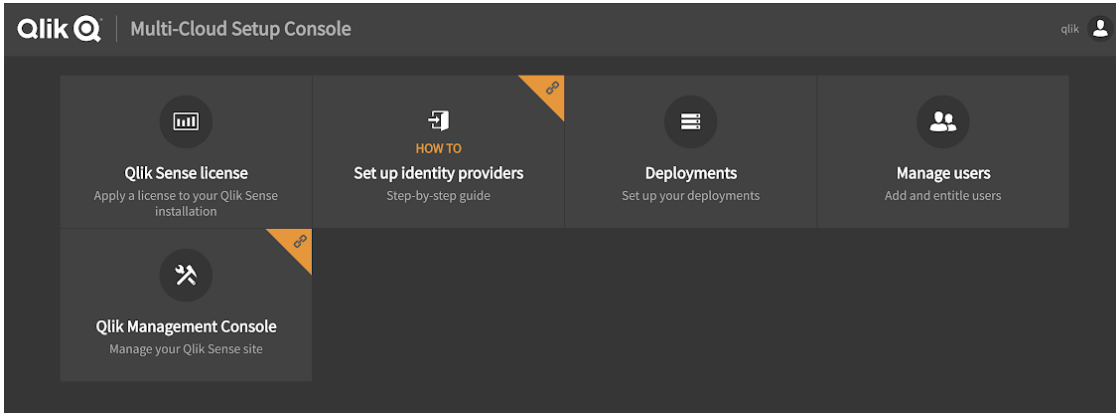 Qlik Multi-Cloud Setup Console qlik
Qlik Sense license
Apply a license to your Qlik Sense
installation
HOW TO
Set up identity providers
Step-by-step guide
Deployments
Set up your deployments
Manage users
Add and entitle users
Qlik Management Console
Manage your Qlik Sense site